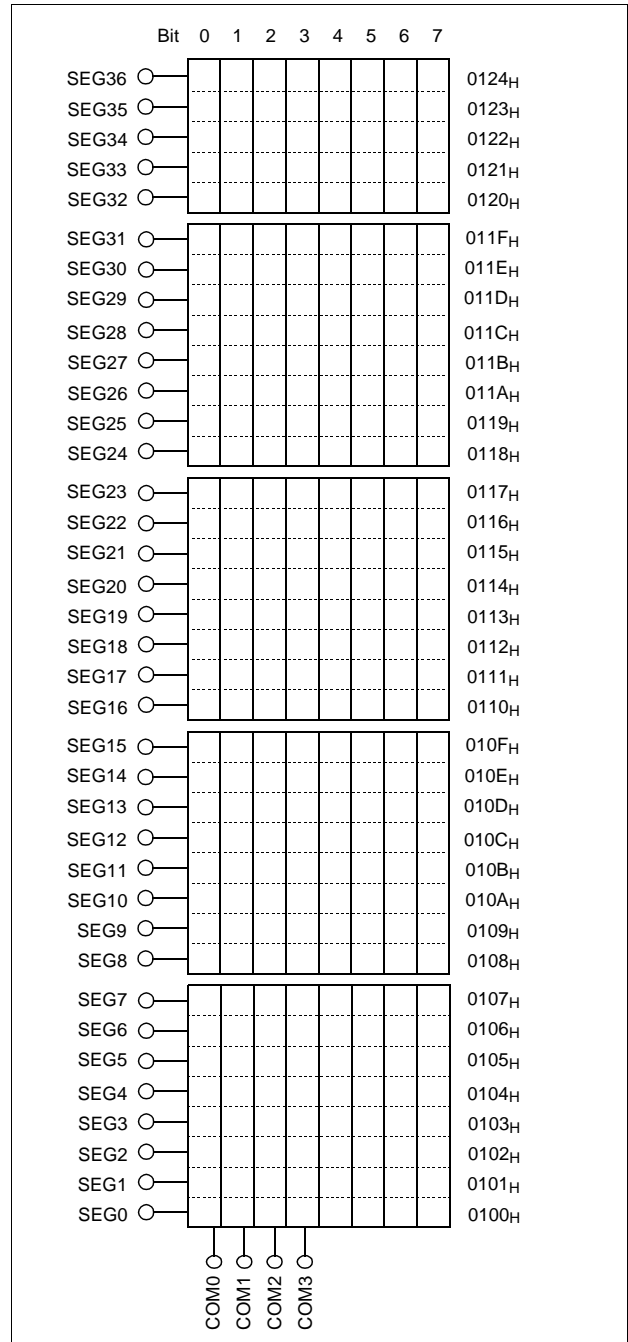 Bit 0 1 2 3 4 5 6 7
SEG36 0124H
SEG35 0123H
SEG34 0122H
SEG33 0121H
SEG32 0120H
SEG31 011FH
SEG30 011EH
SEG29 011DH
SEG28 011CH
SEG27 011BH
SEG26 011AH
SEG25 0119H
SEG24 0118H
SEG23 0117H
SEG22 0116H
SEG21 0115H
SEG20 0114H
SEG19 0113H
SEG18 0112H
SEG17 0111H
SEG16 0110H
SEG15 010FH
SEG14 010EH
SEG13 010DH
SEG12 010CH
SEG11 010BH
SEG10 010AH
SEG9 0109H
SEG8 0108H
SEG7 0107H
SEG6 0106H
SEG5 0105H
SEG4 0104H
SEG3 0103H
SEG2 0102H
SEG1 0101H
SEG0 0100H
COM0 COM1 COM2 COM3